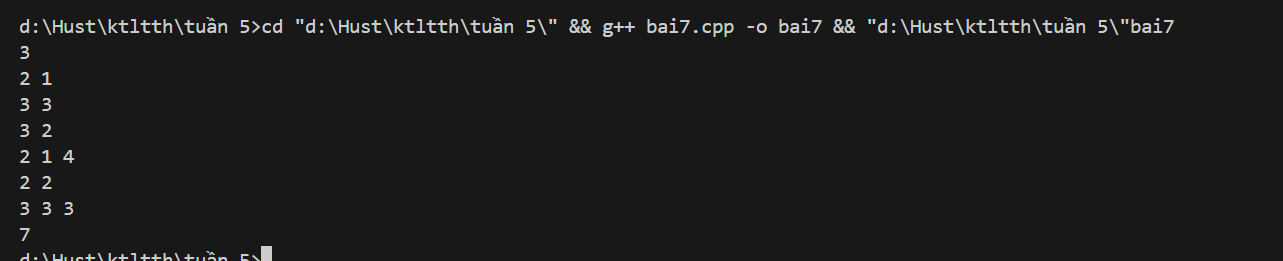 d:\Hust\ktltth\tuần 5>cd "d:\Hust\ktltth\tuần 5\" && g++ bai7.cpp -o bai7 && "d:\Hust\ktltth\tuần 5\"bai7
3
2 1
3 3
3 2
2 1 4
2 2
3 3 3
7
d:\Hust\ktltth\tuần 5>